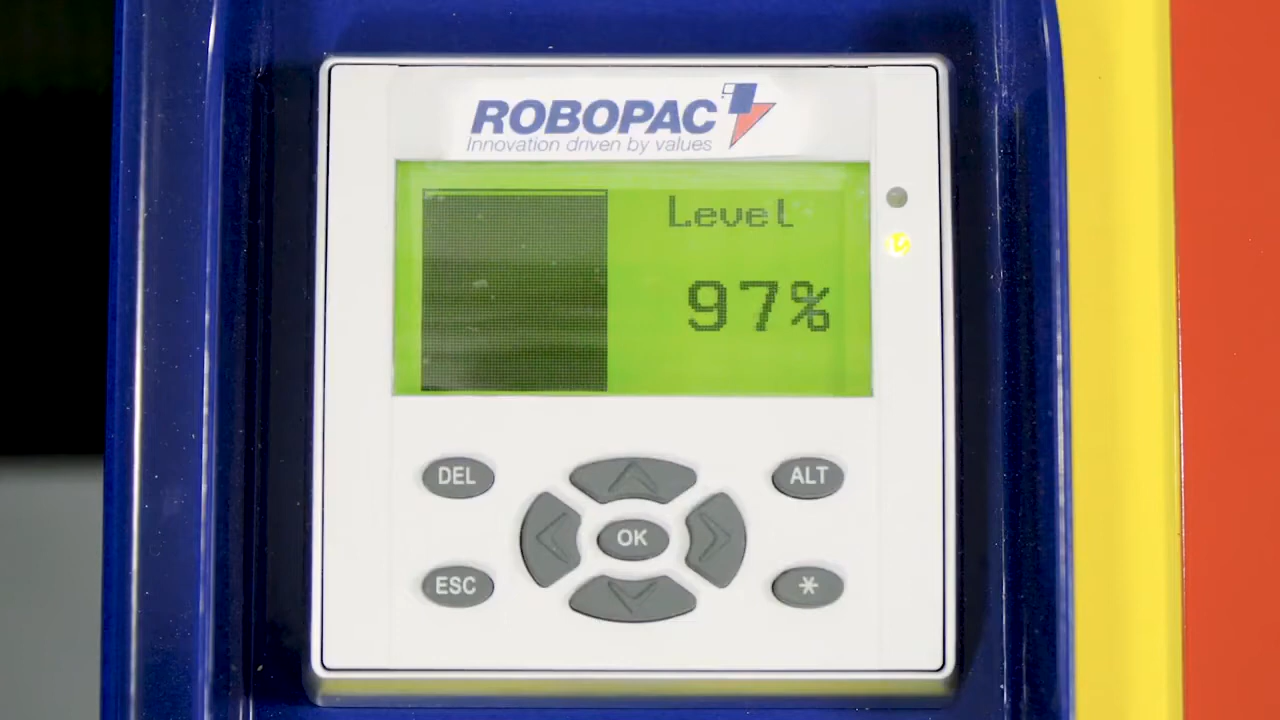 ROBOPAC
Innovation driven by values
Level
97%
DEL
ALT
OK
ESC
*